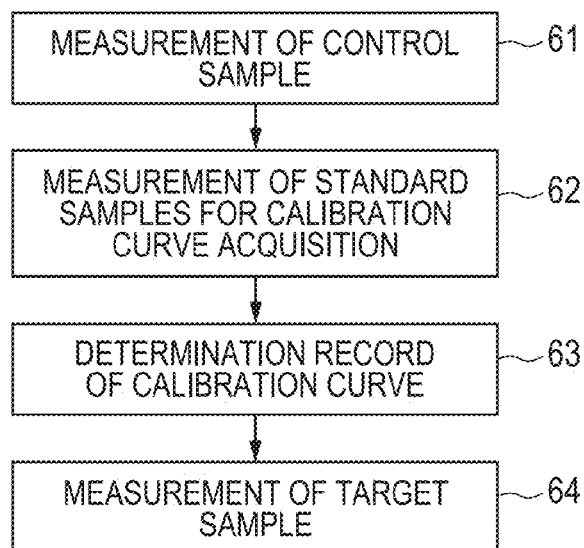 MEASUREMENT OF CONTROL
SAMPLE
61
MEASUREMENT OF STANDARD
SAMPLES FOR CALIBRATION
CURVE ACQUISITION
62
DETERMINATION RECORD
OF CALIBRATION CURVE
63
MEASUREMENT OF TARGET
SAMPLE
64